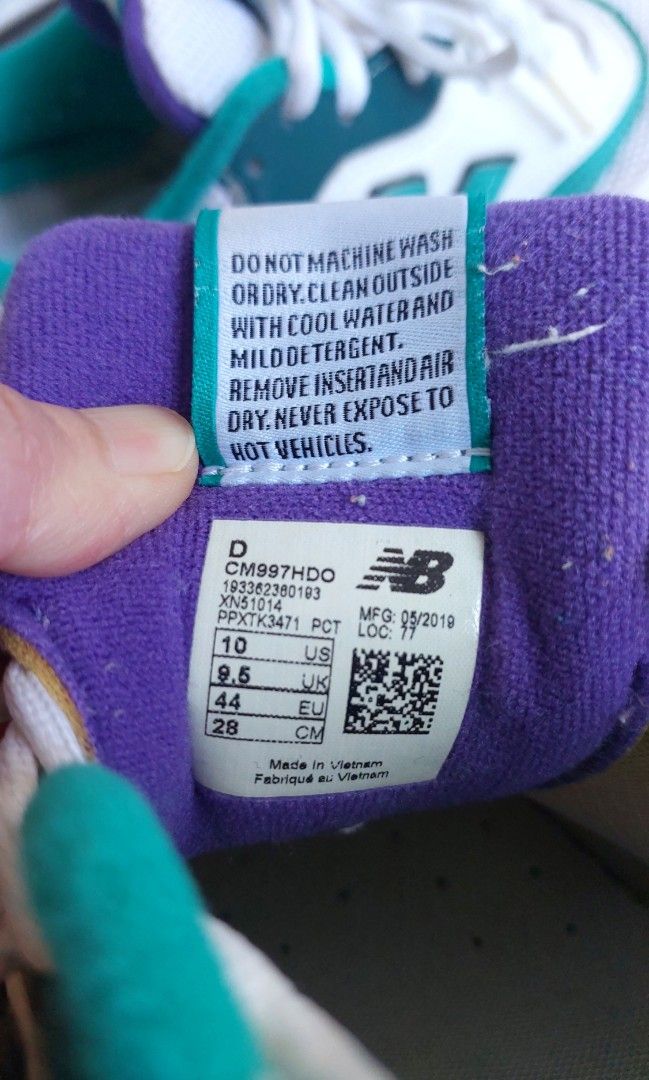 DO NOT MACHINE WASH
OR DRY. CLEAN OUTSIDE
WITH COOL WATER AND
MILD DETERGENT.
REMOVE INSERT AND AIR
DRY. NEVER EXPOSE TO
HOT VEHICLES.
D
CM997HDO
193362360193
XN51014
PPXTK3471 PCT
NB
MFG: 05/2019
LOC: 77
10 US
9.5 UK
44 EU
28 CM
Made in Vietnam
Fabriqué au Vietnam